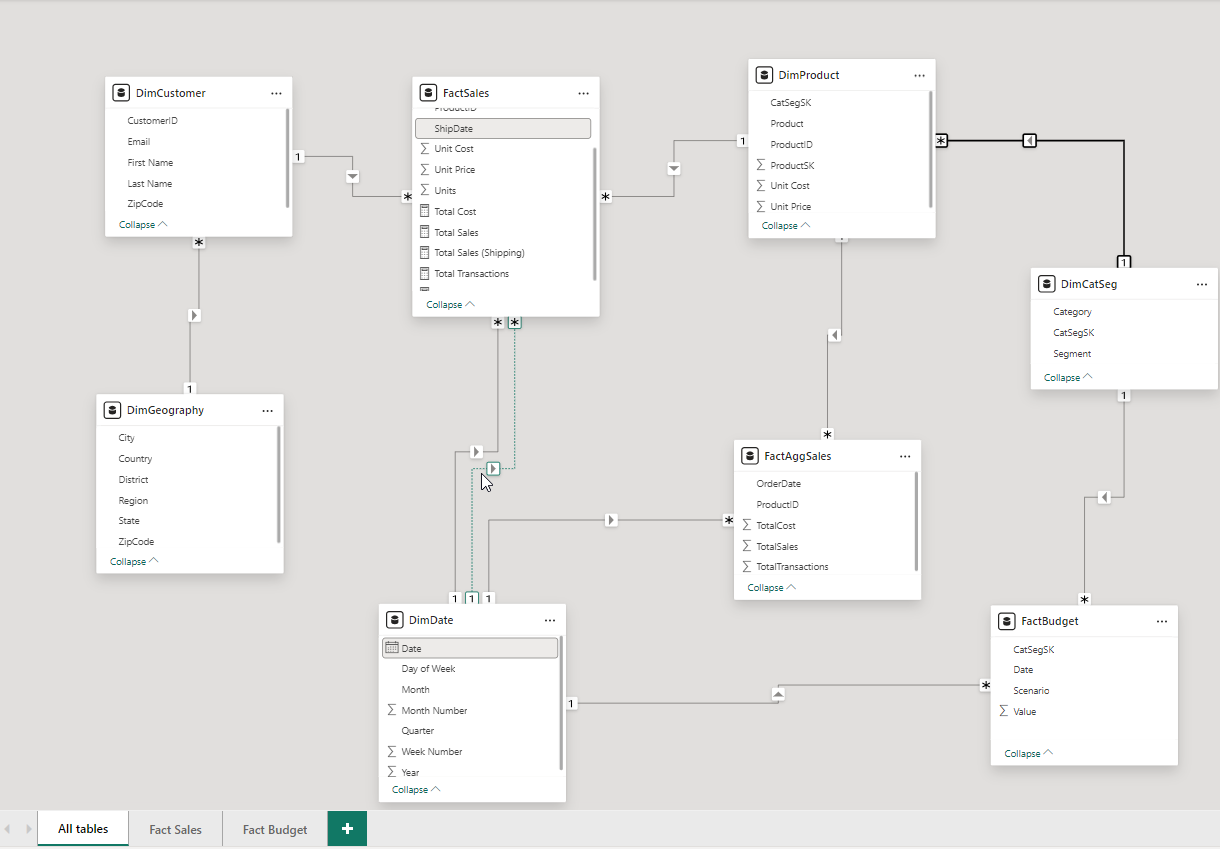 DimCustomer
CustomerID
Email
First Name
Last Name
ZipCode
Collapse
1
*
FactSales
ProductID
ShipDate
Unit Cost
Unit Price
Units
Total Cost
Total Sales
Total Sales (Shipping)
Total Transactions
Collapse
*
*
*
*
DimProduct
CatSegSK
Product
ProductID
ProductSK
Unit Cost
Unit Price
Collapse
1
*
DimCatSeg
Category
CatSegSK
Segment
Collapse
1
1
DimGeography
City
Country
District
Region
State
ZipCode
Collapse
1
FactAggSales
OrderDate
ProductID
TotalCost
TotalSales
TotalTransactions
Collapse
*
*
DimDate
Date
Day of Week
Month
Month Number
Quarter
Week Number
Year
Collapse
1 1 1
1
FactBudget
CatSegSK
Date
Scenario
Value
Collapse
*
*
All tables
Fact Sales
Fact Budget
+